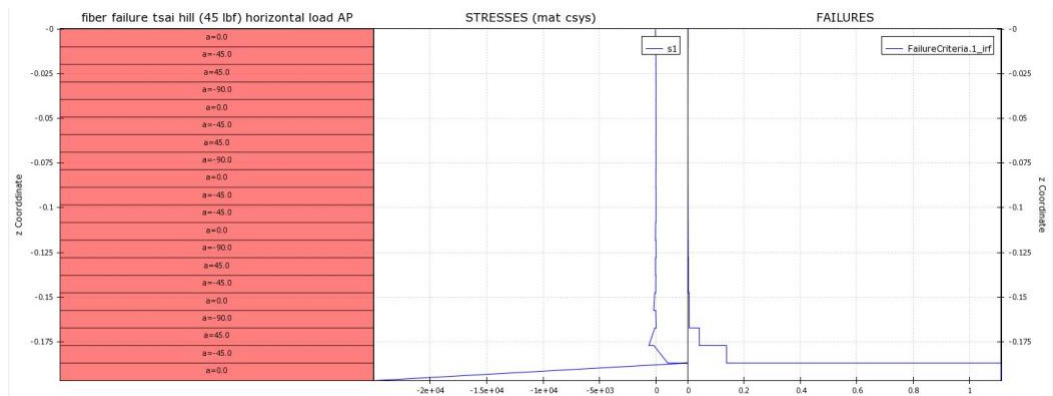 fiber failure tsai hill (45 lbf) horizontal load AP
STRESSES (mat csys)
FAILURES
s1
FailureCriteria.1_irf
a=0.0
a=-45.0
a=45.0
a=-90.0
a=0.0
a=-45.0
a=45.0
a=-90.0
a=0.0
a=-45.0
a=-45.0
a=0.0
a=-90.0
a=45.0
a=-45.0
a=0.0
a=-90.0
a=45.0
a=-45.0
a=0.0
z Coorddinate
-0
-0.025
-0.05
-0.075
-0.1
-0.125
-0.15
-0.175
-2e+04
-1.5e+04
-1e+04
-5e+03
0
0
0.2
0.4
0.6
0.8
1
-0
-0.025
-0.05
-0.075
-0.1
-0.125
-0.15
-0.175
z Coordinate